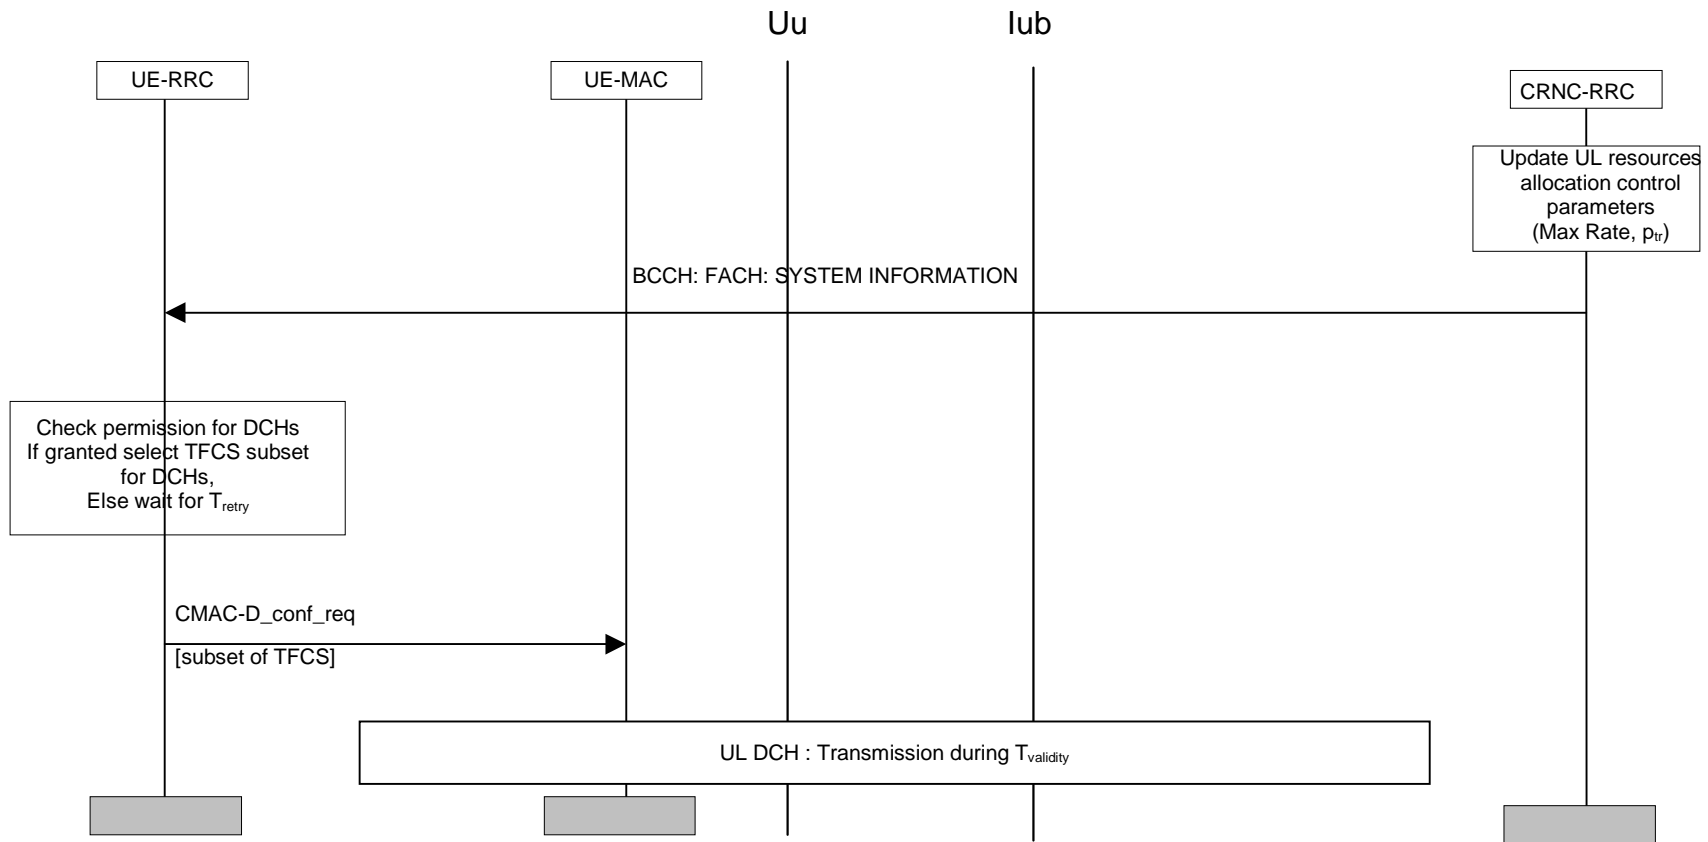 Uu
Iub
UE-RRC
UE-MAC
CRNC-RRC
Update UL resources
allocation control
parameters
(Max Rate, ptr)
BCCH: FACH: SYSTEM INFORMATION
Check permission for DCHs
If granted select TFCS subset
for DCHs,
Else wait for Tretry
CMAC-D_conf_req
[subset of TFCS]
UL DCH : Transmission during Tvalidity